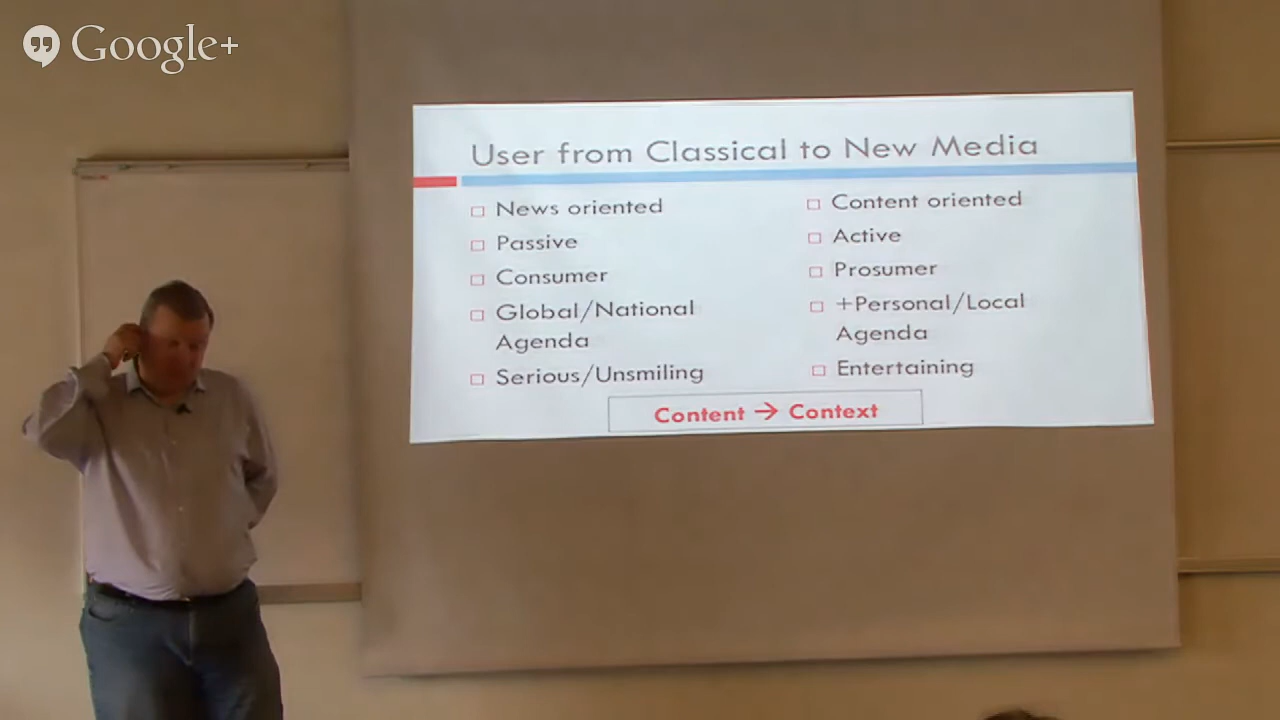 Google+
User from Classical to New Media
News oriented
Passive
Consumer
Global/National
Agenda
Serious/Unsmiling
Content oriented
Active
Prosumer
+Personal/Local
Agenda
Entertaining
Content → Context